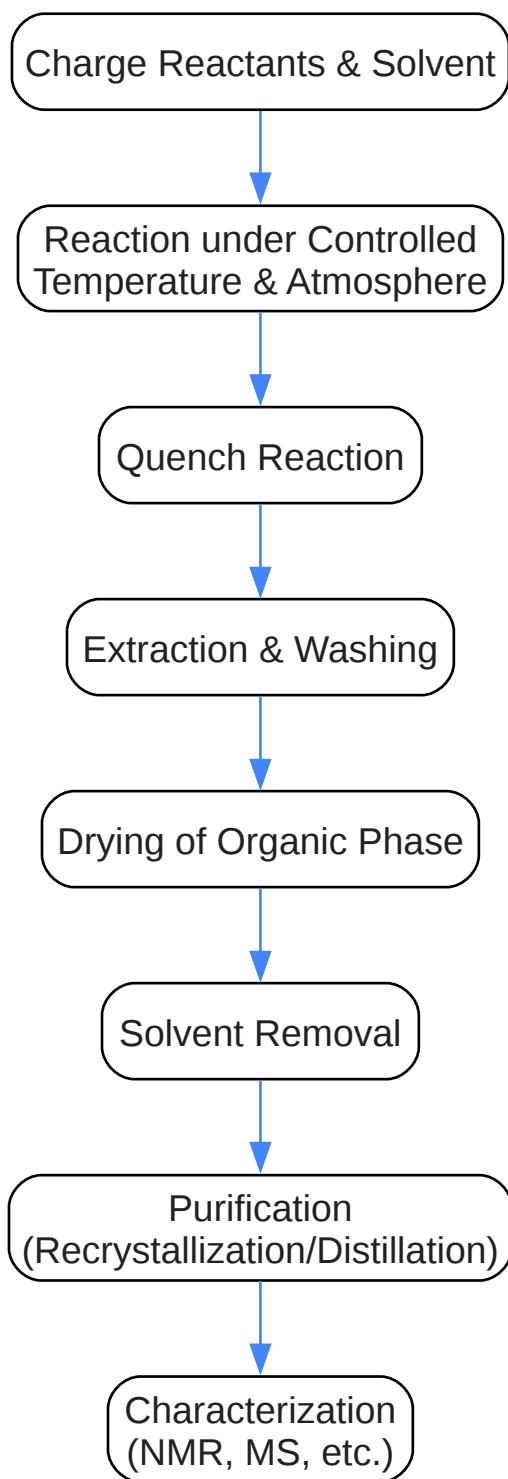 Charge Reactants & Solvent
Reaction under Controlled
Temperature & Atmosphere
Quench Reaction
Extraction & Washing
Drying of Organic Phase
Solvent Removal
Purification
(Recrystallization/Distillation)
Characterization
(NMR, MS, etc.)